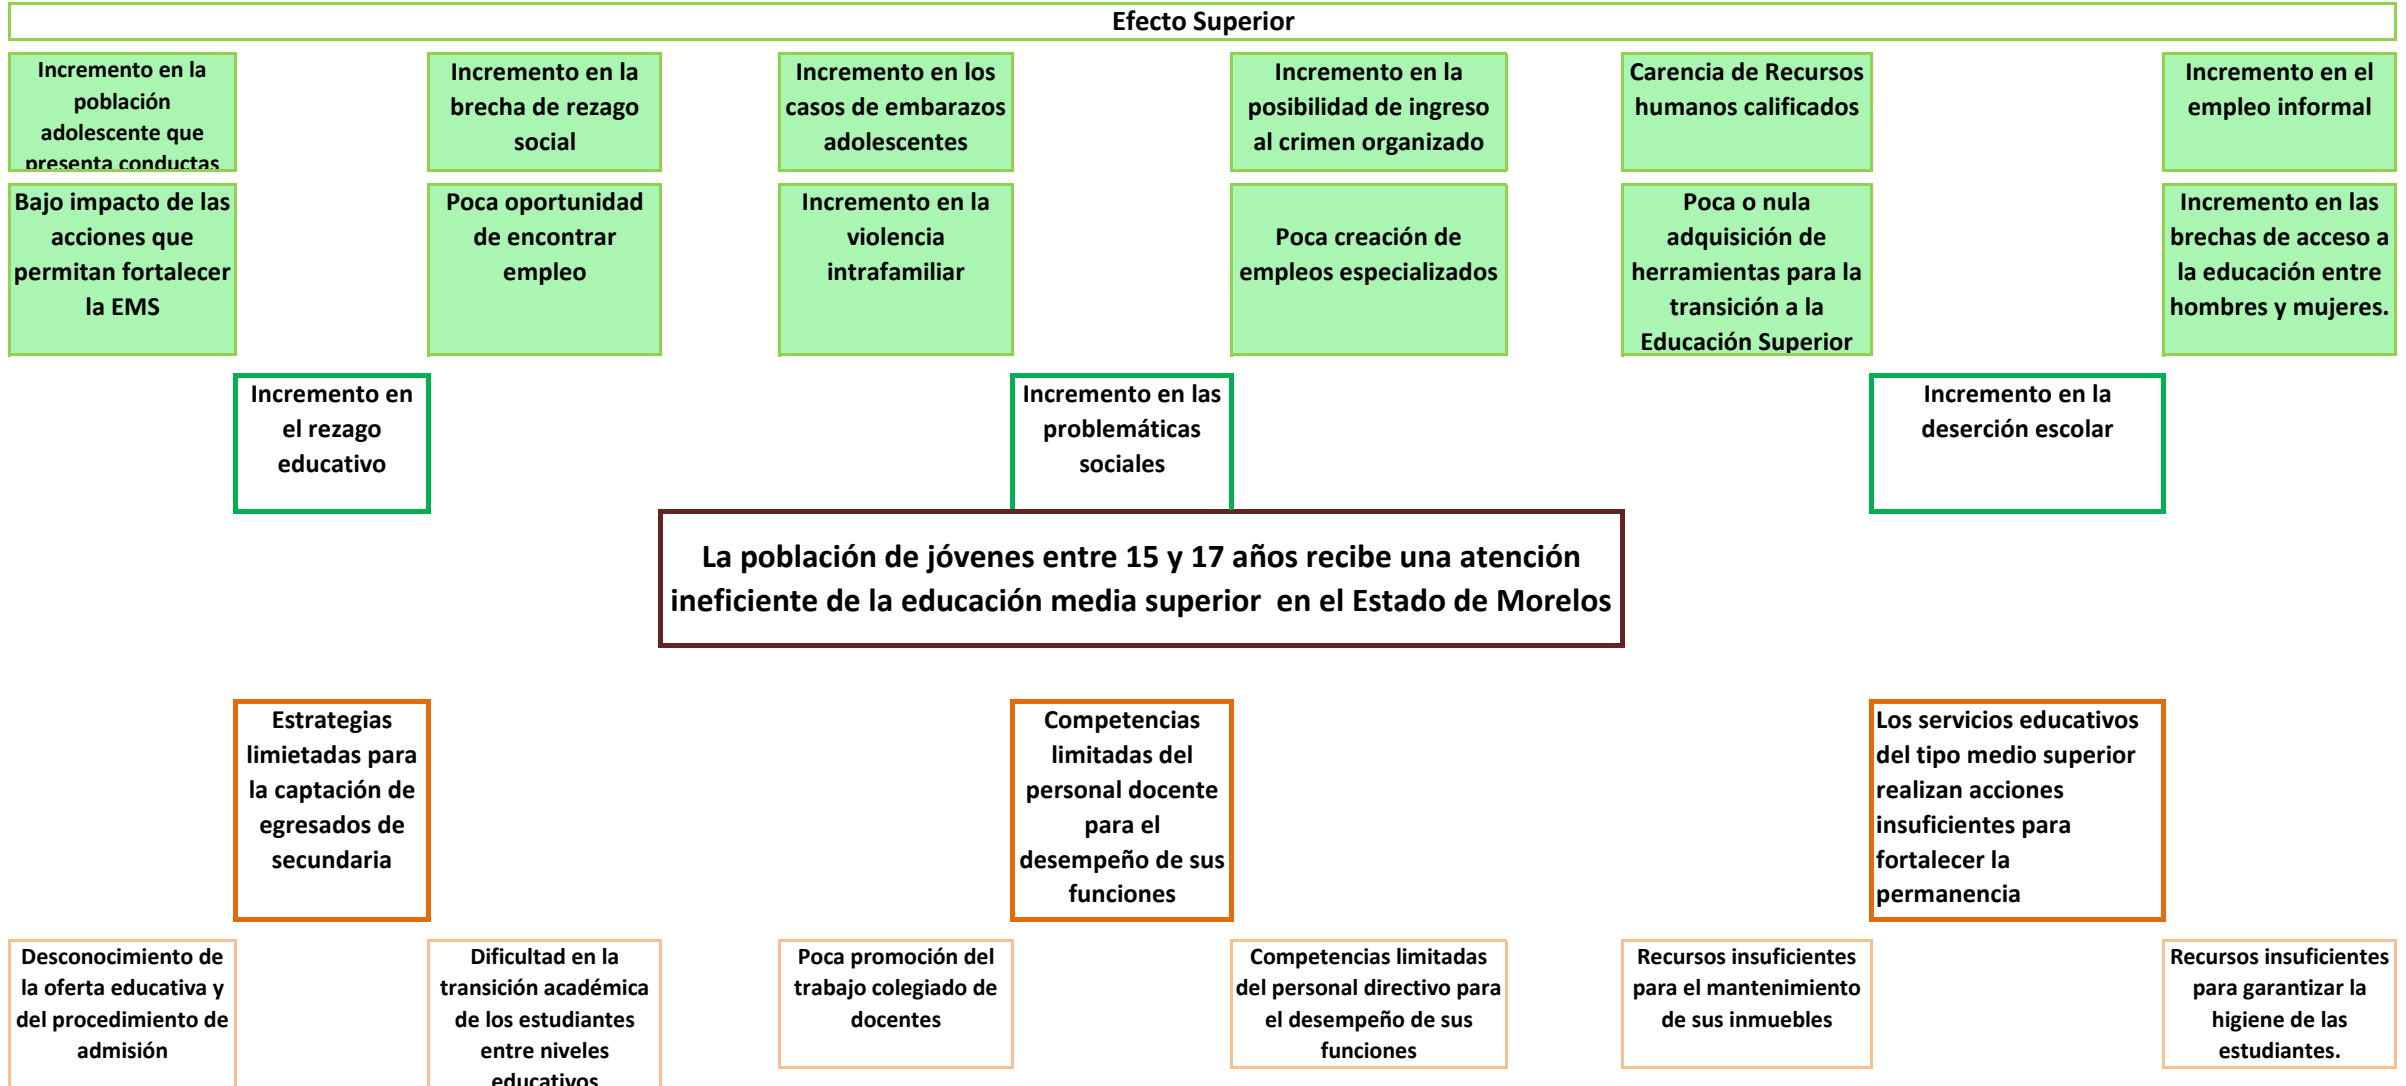 Efecto Superior
Incremento en la
población
adolescente que
presenta conductas
Incremento en la
brecha de rezago
social
Incremento en los
casos de embarazos
adolescentes
Incremento en la
posibilidad de ingreso
al crimen organizado
Carencia de Recursos
humanos calificados
Incremento en el
empleo informal
Bajo impacto de las
acciones que
permitan fortalecer
la EMS
Poca oportunidad
de encontrar
empleo
Incremento en la
violencia
intrafamiliar
Poca creación de
empleos especializados
Poca o nula
adquisición de
herramientas para la
transición a la
Educación Superior
Incremento en las
brechas de acceso a
la educación entre
hombres y mujeres.
Incremento en
el rezago
educativo
Incremento en las
problemáticas
sociales
Incremento en la
deserción escolar
La población de jóvenes entre 15 y 17 años recibe una atención
ineficiente de la educación media superior en el Estado de Morelos
Estrategias
limietadas para
la captación de
egresados de
secundaria
Competencias
limitadas del
personal docente
para el
desempeño de sus
funciones
Los servicios educativos
del tipo medio superior
realizan acciones
insuficientes para
fortalecer la
permanencia
Desconocimiento de
la oferta educativa y
del procedimiento de
admisión
Dificultad en la
transición académica
de los estudiantes
entre niveles
educativos
Poca promoción del
trabajo colegiado de
docentes
Competencias limitadas
del personal directivo para
el desempeño de sus
funciones
Recursos insuficientes
para el mantenimiento
de sus inmuebles
Recursos insuficientes
para garantizar la
higiene de las
estudiantes.